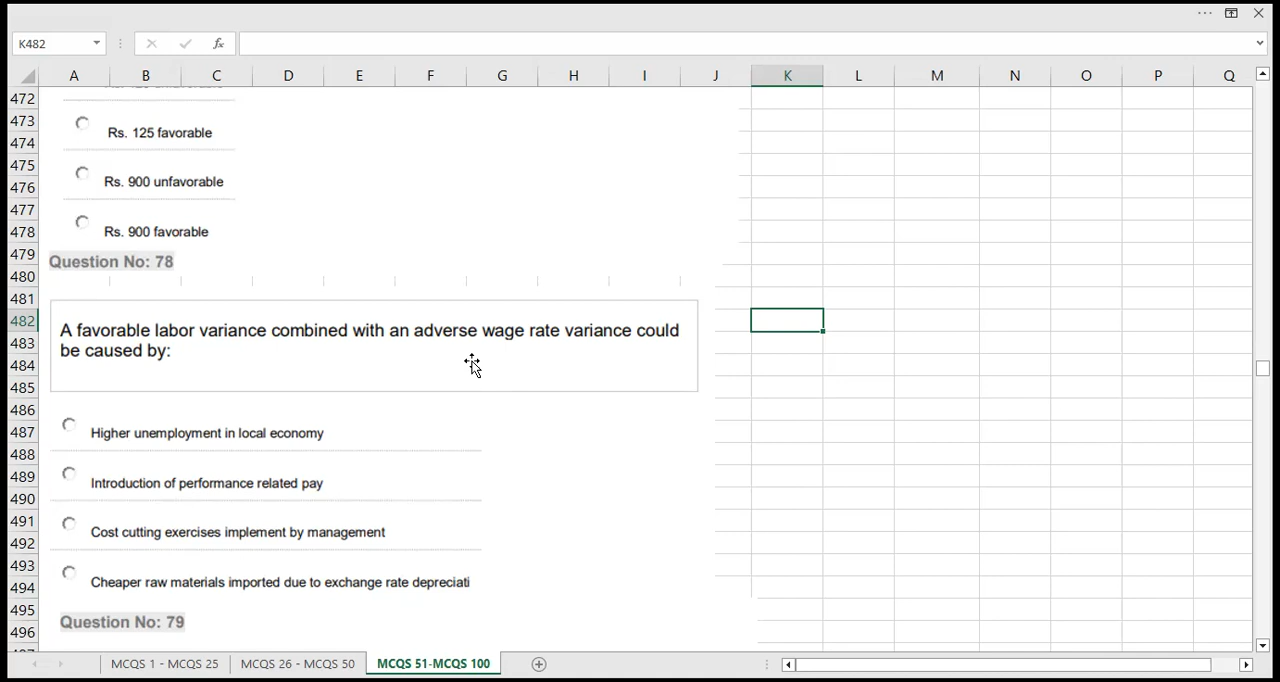 K482
fx
A B C D E F G H I J K L M N O P Q
472
473
Rs. 125 favorable
474
475
Rs. 900 unfavorable
476
477
Rs. 900 favorable
478
479
Question No: 78
480
481
482
A favorable labor variance combined with an adverse wage rate variance could
483
be caused by:
484
485
486
487
Higher unemployment in local economy
488
489
Introduction of performance related pay
490
491
Cost cutting exercises implement by management
492
493
494
Cheaper raw materials imported due to exchange rate depreciati
495
Question No: 79
496
MCQS 1 - MCQS 25 MCQS 26 - MCQS 50 MCQS 51-MCQS 100